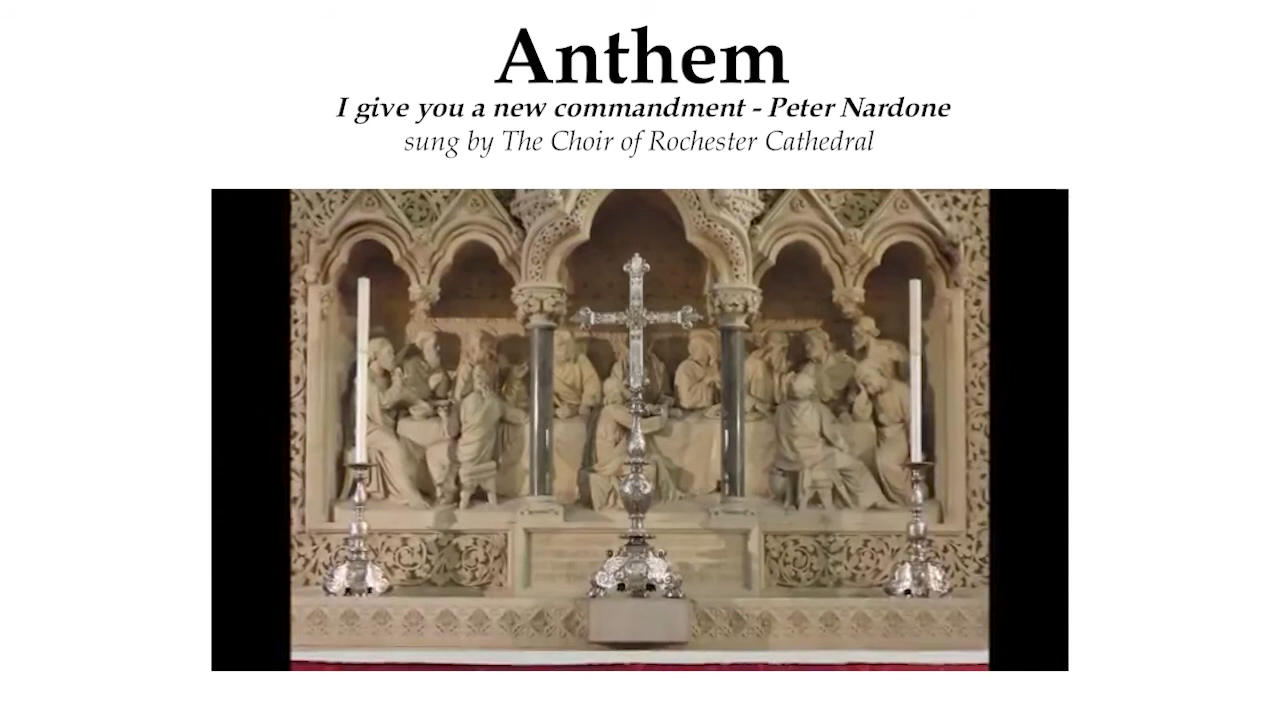 Anthem
I give you a new commandment - Peter Nardone
sung by The Choir of Rochester Cathedral